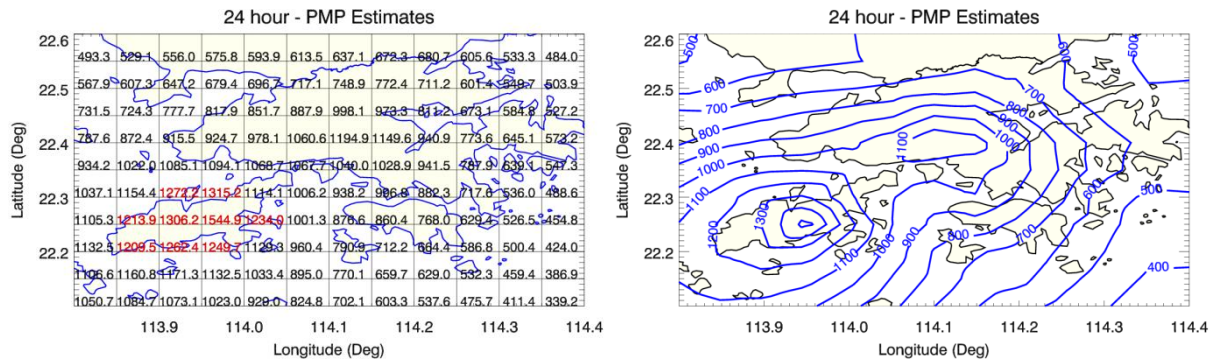 24 hour - PMP Estimates
22.6
22.5
22.4
22.3
22.2
Latitude (Deg)
493.3 529.1 556.0 575.8 593.9 613.5 637.1 672.3 680.7 605.6 533.3 484.0
567.9 607.3 647.2 679.4 696.7 717.1 748.9 772.4 711.2 601.4 548.7 503.9
731.5 724.3 777.7 817.9 851.7 887.9 998.1 973.3 811.2 673.1 584.8 527.2
787.6 872.4 915.5 924.7 978.1 1194.9 1149.6 940.9 773.6 645.1 573.2
934.2 1022.0 1085.1 1094.1 1040.0 1028.9 941.5 787.9 639.1 547.3
1037.1 1154.4 1272.2 1315.2 1114.1 1006.2 938.2 906.8 882.3 717.6 536.0 488.6
1105.3 1213.9 1306.2 1544.9 1234.0 1001.3 876.6 860.4 768.0 629.4 526.5 454.8
1132.5 1209.5 1262.4 1249.7 1123.3 960.4 790.9 712.2 664.4 586.8 500.4 424.0
1106.6 1160.8 1171.3 1132.5 1033.4 895.0 770.1 659.7 629.0 532.3 459.4 386.9
1050.7 1084.7 1073.1 1023.0 929.0 824.8 702.1 603.3 537.6 475.7 411.4 339.2
113.9 114.0 114.1 114.2 114.3 114.4
Longitude (Deg)
24 hour - PMP Estimates
22.6
22.5
22.4
22.3
22.2
Latitude (Deg)
500
600
500
600
700
700
800
800
900
900
1000
1000
1100
1100
600
500
1200
1300
1100
1000
900
800
700
400
113.9 114.0 114.1 114.2 114.3 114.4
Longitude (Deg)